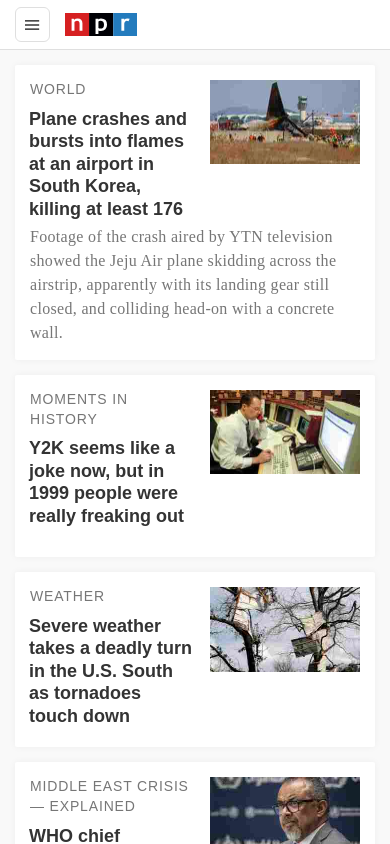 npr
WORLD
Plane crashes and
bursts into flames
at an airport in
South Korea,
killing at least 176
Footage of the crash aired by YTN television
showed the Jeju Air plane skidding across the
airstrip, apparently with its landing gear still
closed, and colliding head-on with a concrete
wall.
MOMENTS IN
HISTORY
Y2K seems like a
joke now, but in
1999 people were
really freaking out
WEATHER
Severe weather
takes a deadly turn
in the U.S. South
as tornadoes
touch down
MIDDLE EAST CRISIS
— EXPLAINED
WHO chief